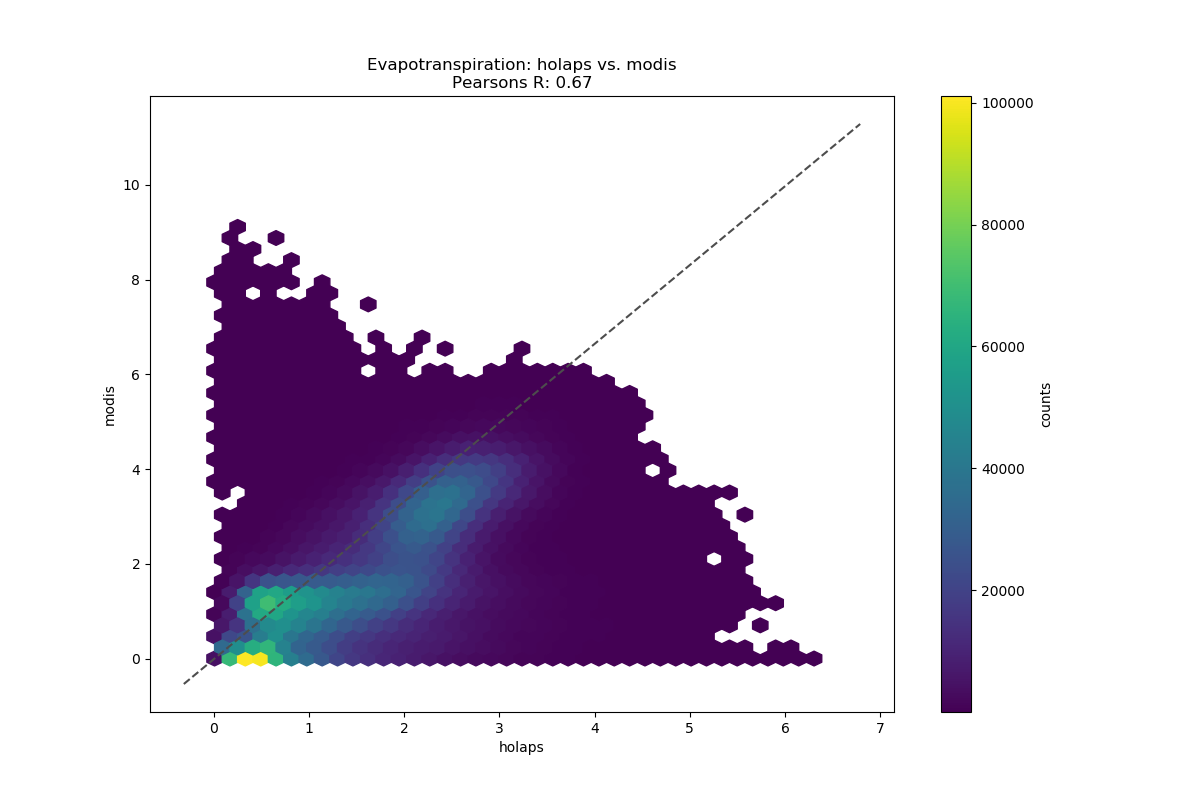 Evapotranspiration: holaps vs. modis
Pearsons R: 0.67
10
8
6
4
2
0
modis
0 1 2 3 4 5 6 7
holaps
100000
80000
60000
40000
20000
counts